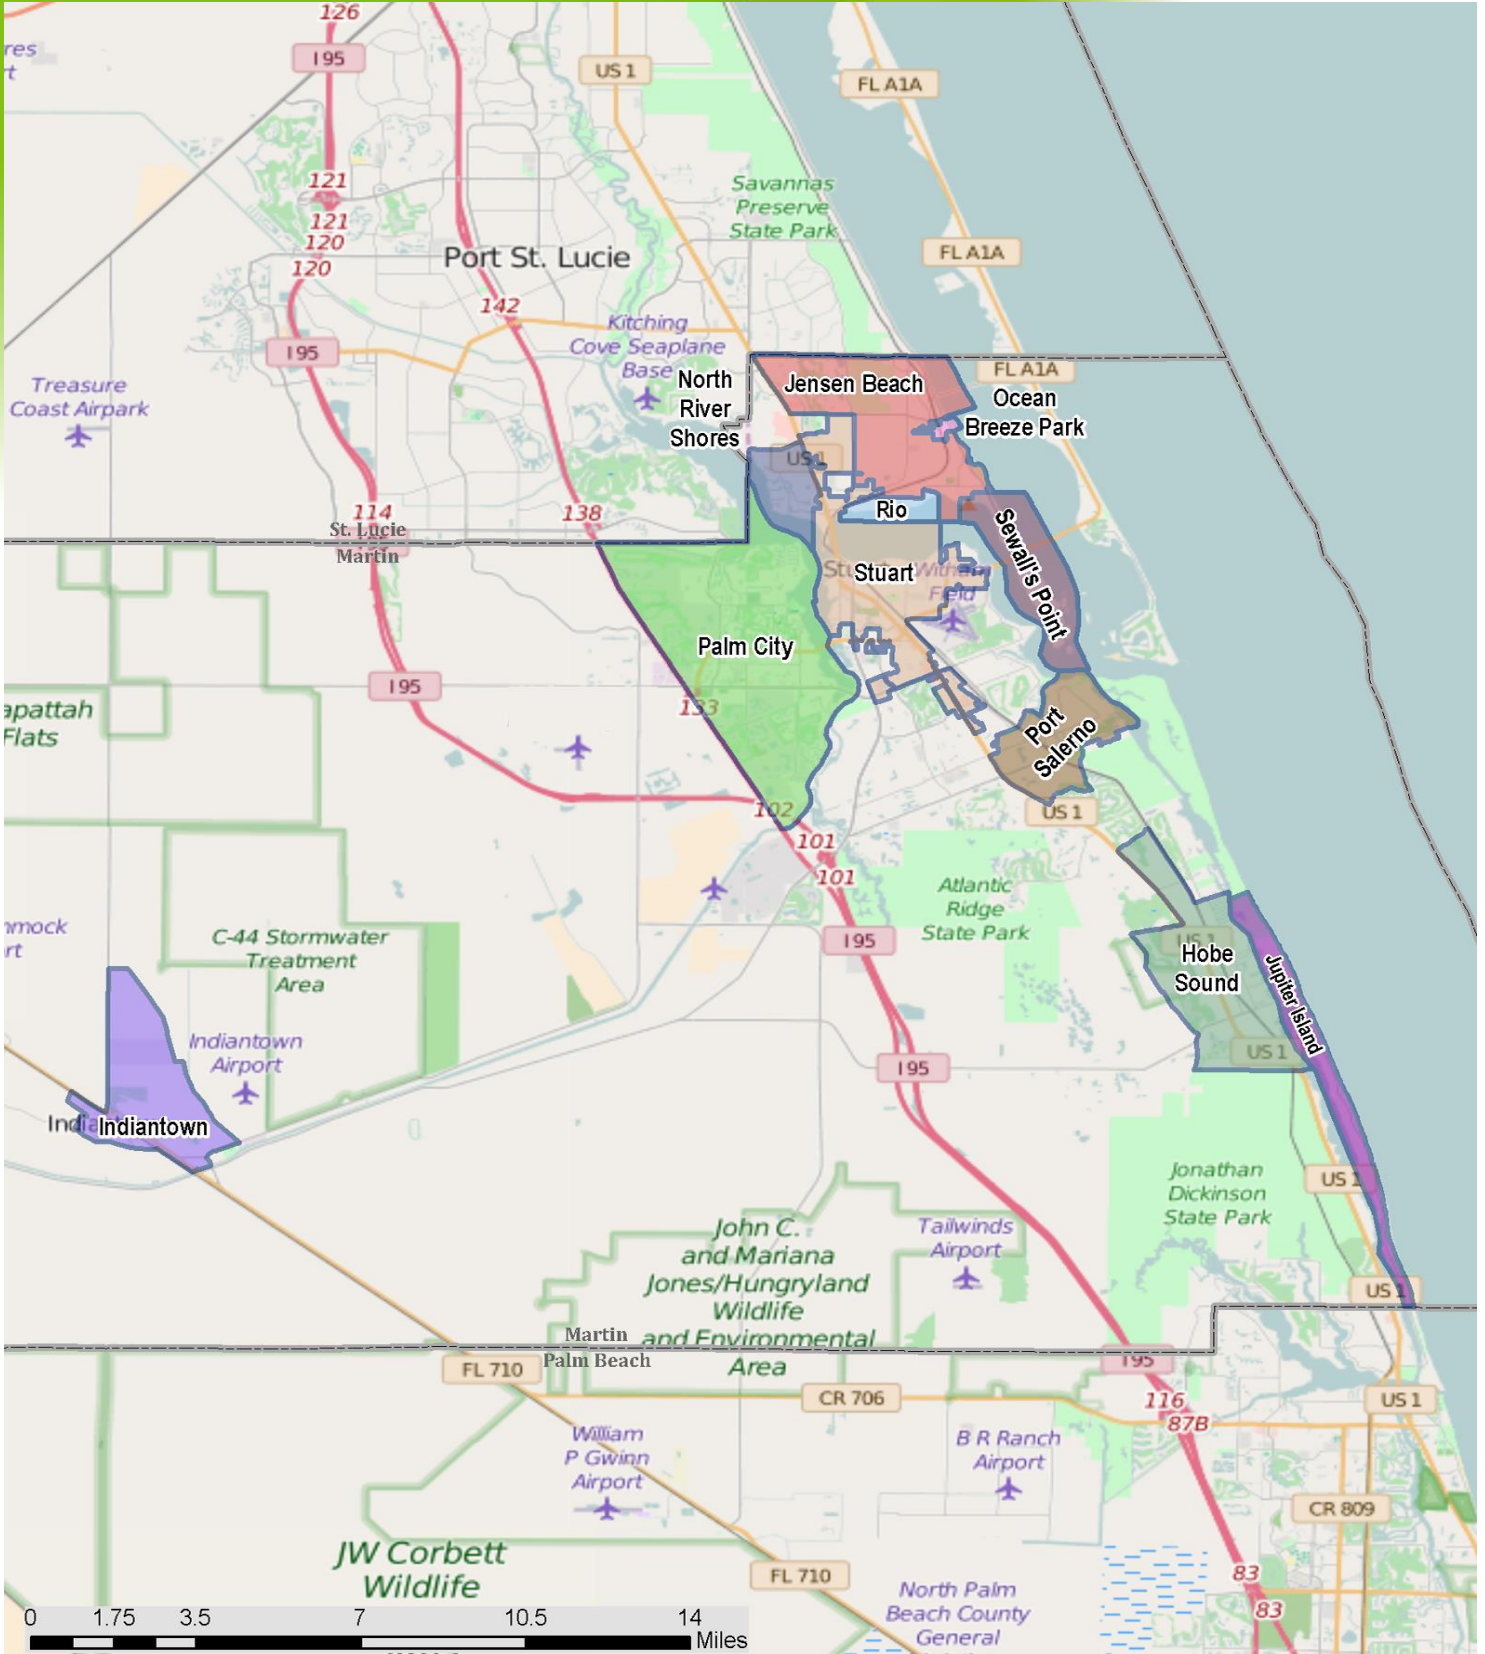 126
I 95
US 1
FL A1A
Savannas
Preserve
State Park
121
121
120
120
Port St. Lucie
FL A1A
142
I 95
Kitching
Cove Seaplane
Base
Treasure
Coast Airpark
North
River
Shores
Jensen Beach
FL A1A
Ocean
Breeze Park
US 1
114
138
St. Lucie
Martin
Rio
Sewall's Point
Stuart
Witham
Field
Palm City
I 95
133
Port
Salerno
apattah
Flats
102
US 1
101
101
Atlantic
Ridge
State Park
I 95
C-44 Stormwater
Treatment
Area
US 1
Hobe
Sound
Jupiter Island
Indiantown
Airport
I 95
US 1
Indiantown
Jonathan
Dickinson
State Park
US 1
John C.
and Mariana
Jones/Hungryland
Wildlife
and Environmental
Area
Tailwinds
Airport
US 1
Martin
Palm Beach
I 95
FL 710
CR 706
116
87B
US 1
William
P Gwinn
Airport
B R Ranch
Airport
CR 809
JW Corbett
Wildlife
FL 710
83
83
North Palm
Beach County
General
0 1.75 3.5 7 10.5 14
Miles